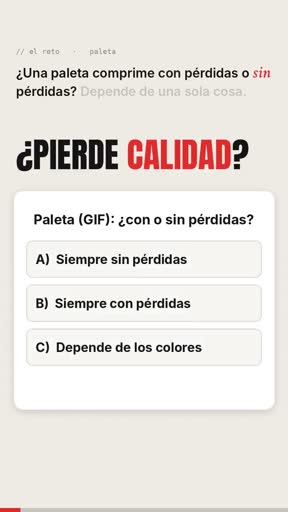 // el reto · paleta
¿Una paleta comprime con pérdidas o sin
pérdidas? Depende de una sola cosa.
¿PIERDE CALIDAD?
Paleta (GIF): ¿con o sin pérdidas?
A) Siempre sin pérdidas
B) Siempre con pérdidas
C) Depende de los colores